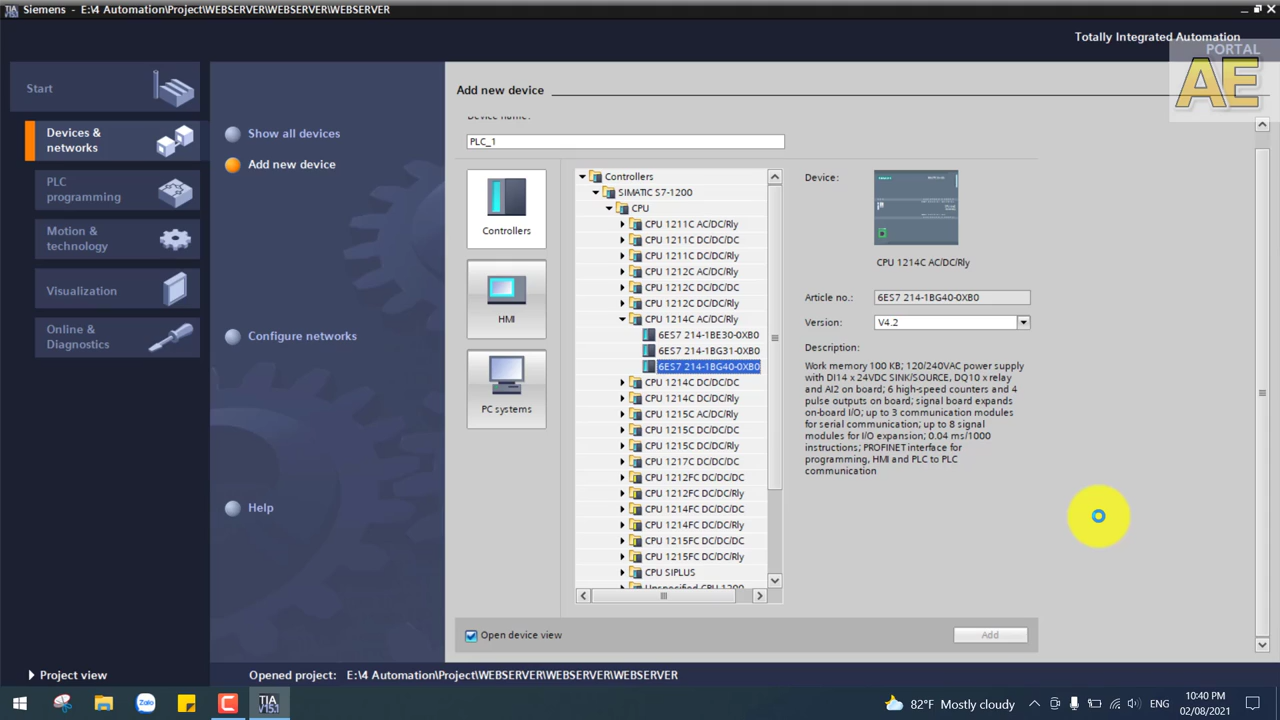 Siemens - E:\4 Automation\Project\WEBSERVER\WEBSERVER\WEBSERVER
Totally Integrated Automation
PORTAL
AE
Start
Devices &
networks
PLC
programming
Motion &
technology
Visualization
Online &
Diagnostics
Project view
Show all devices
Add new device
Configure networks
Help
Add new device
Device name:
PLC_1
Controllers
HMI
PC systems
Controllers
SIMATIC S7-1200
CPU
CPU 1211C AC/DC/Rly
CPU 1211C DC/DC/DC
CPU 1211C DC/DC/Rly
CPU 1212C AC/DC/Rly
CPU 1212C DC/DC/DC
CPU 1212C DC/DC/Rly
CPU 1214C AC/DC/Rly
6ES7 214-1BE30-0XB0
6ES7 214-1BG31-0XB0
6ES7 214-1BG40-0XB0
CPU 1214C DC/DC/DC
CPU 1214C DC/DC/Rly
CPU 1215C AC/DC/Rly
CPU 1215C DC/DC/DC
CPU 1215C DC/DC/Rly
CPU 1217C DC/DC/DC
CPU 1212FC DC/DC/DC
CPU 1212FC DC/DC/Rly
CPU 1214FC DC/DC/DC
CPU 1214FC DC/DC/Rly
CPU 1215FC DC/DC/DC
CPU 1215FC DC/DC/Rly
CPU SIPLUS
Unspecified CPU 1200
Device:
CPU 1214C AC/DC/Rly
Article no.: 6ES7 214-1BG40-0XB0
Version: V4.2
Description:
Work memory 100 KB; 120/240VAC power supply
with DI14 x 24VDC SINK/SOURCE, DQ10 x relay
and AI2 on board; 6 high-speed counters and 4
pulse outputs on board; signal board expands
on-board I/O; up to 3 communication modules
for serial communication; up to 8 signal
modules for I/O expansion; 0.04 ms/1000
instructions; PROFINET interface for
programming, HMI and PLC to PLC
communication
Open device view
Add
Opened project: E:\4 Automation\Project\WEBSERVER\WEBSERVER\WEBSERVER
Zalo
TIA
V15.1
82°F Mostly cloudy
ENG
10:40 PM
02/08/2021